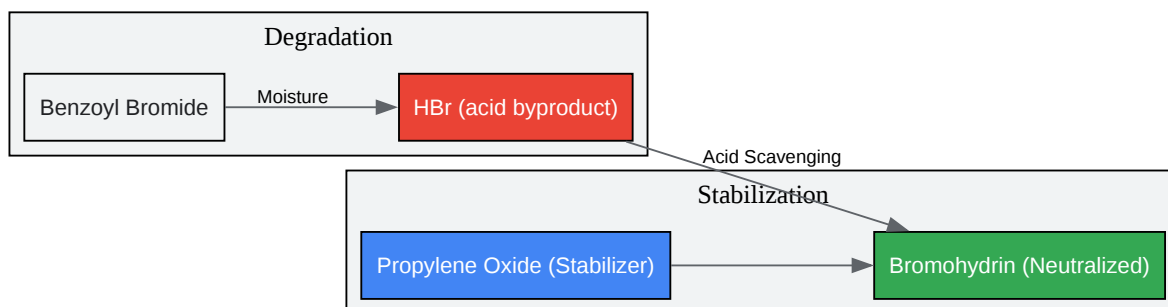 Degradation
Benzoyl Bromide
Moisture
HBr (acid byproduct)
Acid Scavenging
Stabilization
Propylene Oxide (Stabilizer)
Bromohydrin (Neutralized)